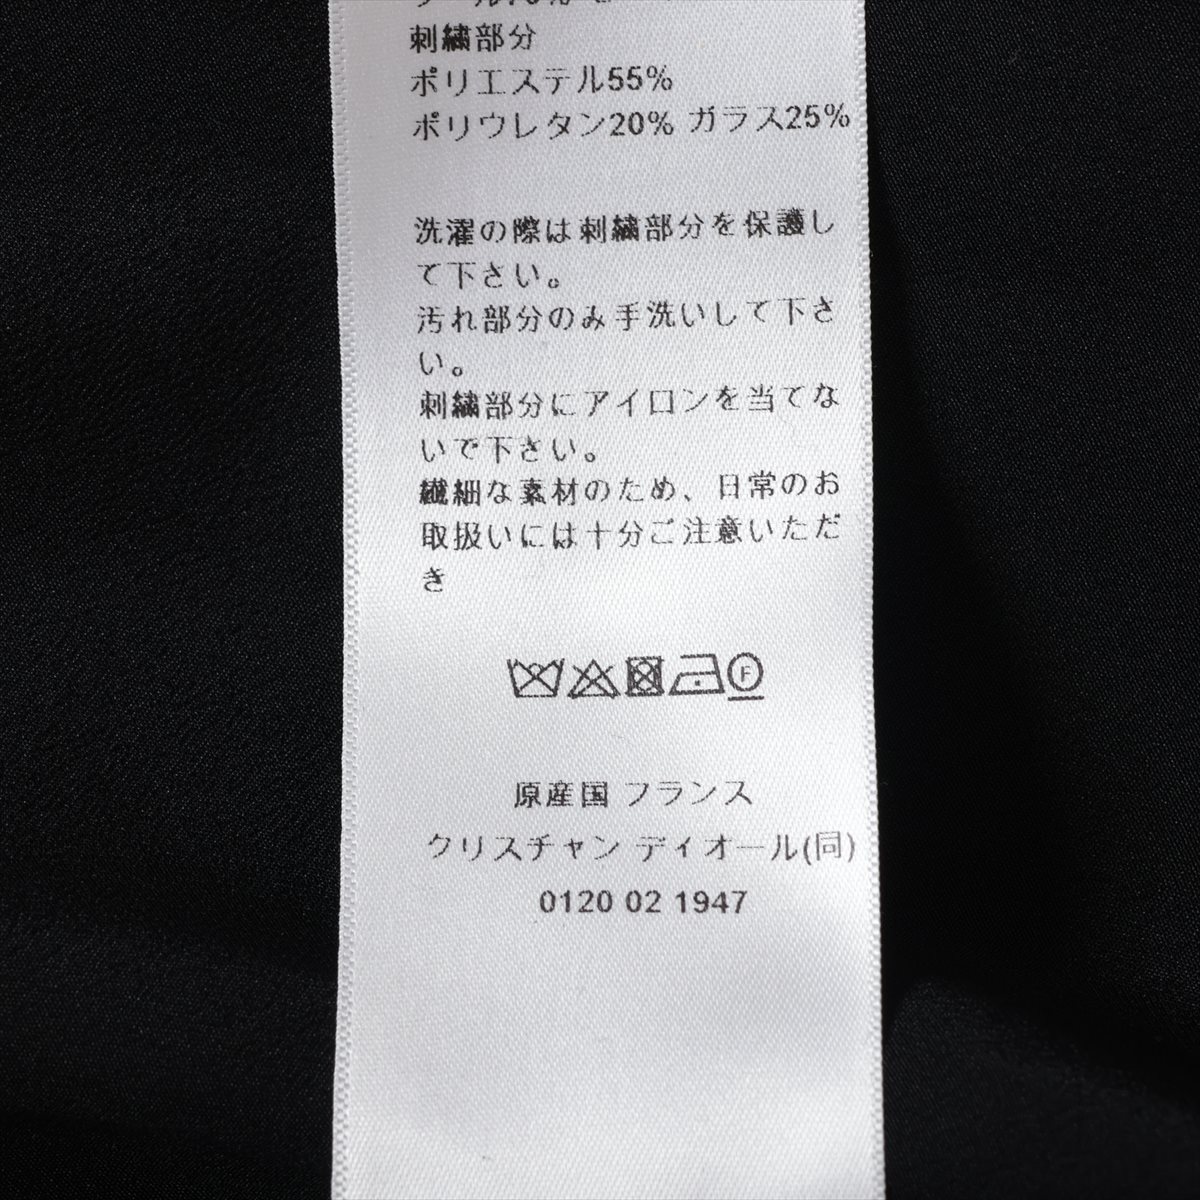 刺繍部分
ポリエステル55%
ポリウレタン20% ガラス25%
洗濯の際は刺繍部分を保護し
て下さい。
汚れ部分のみ手洗いして下さ
い。
刺繍部分にアイロンを当てな
いで下さい。
繊細な素材のため、日常のお
取扱いには十分ご注意いただ
き
F
原産国 フランス
クリスチャン ディオール(同)
0120 02 1947